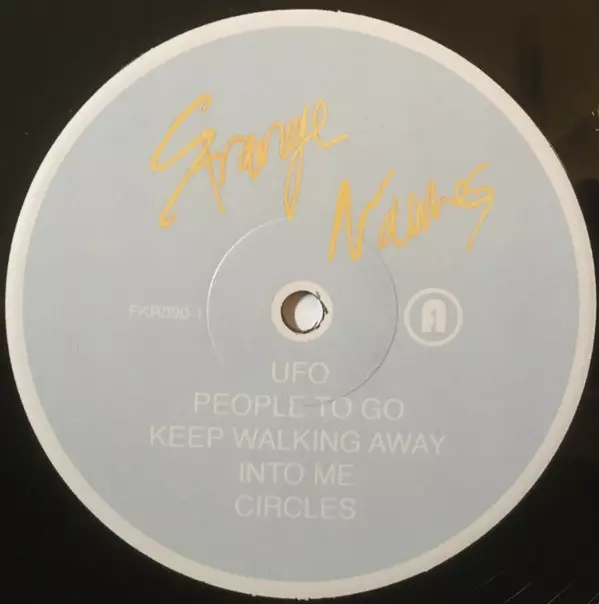 Strange
Names
FKR090-1
A
UFO
PEOPLE TO GO
KEEP WALKING AWAY
INTO ME
CIRCLES